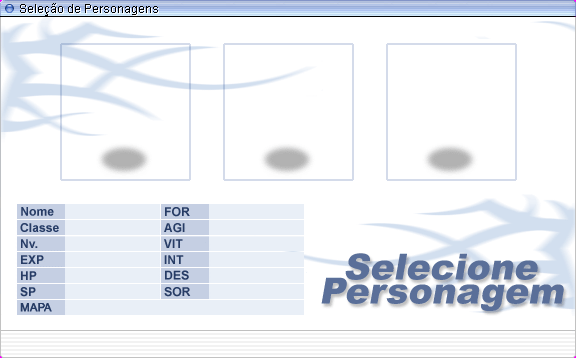 Seleção de Personagens
Nome FOR
Classe AGI
Nv. VIT
EXP INT
HP DES
SP SOR
MAPA
Selecione
Personagem